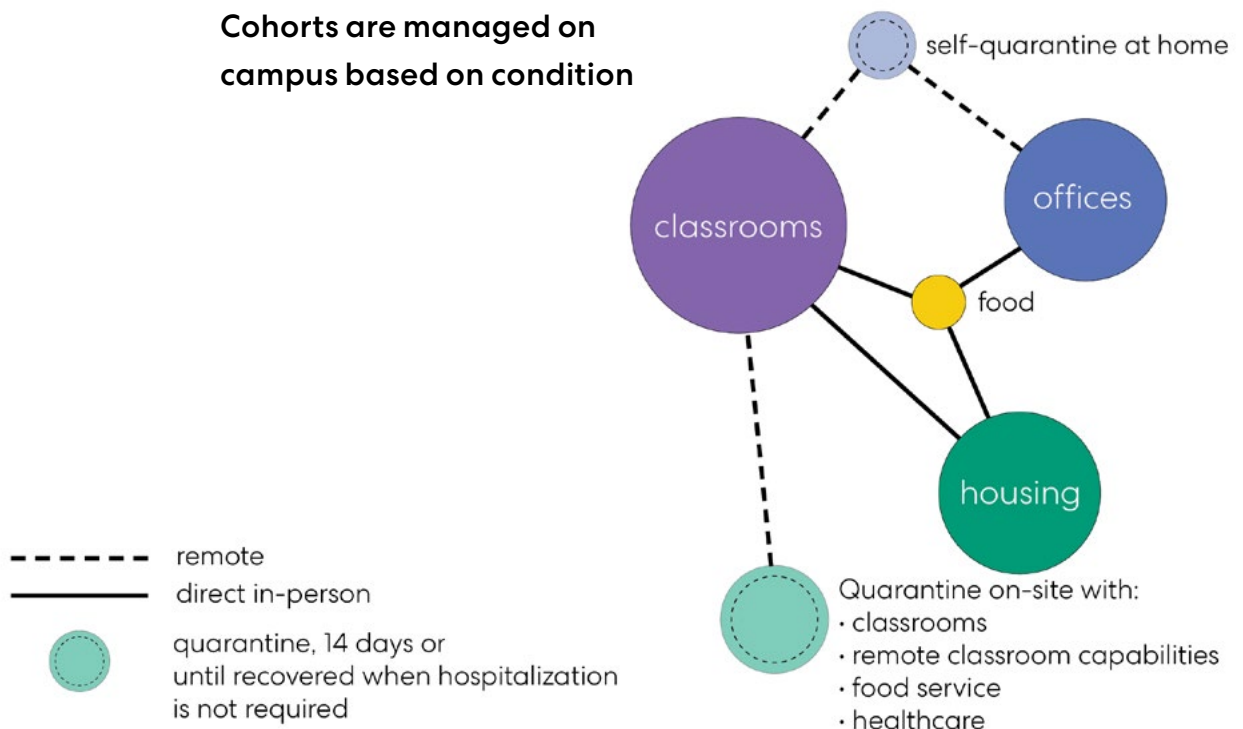 Cohorts are managed on
campus based on condition
self-quarantine at home
offices
classrooms
food
housing
remote
direct in-person
quarantine, 14 days or
until recovered when hospitalization
is not required
Quarantine on-site with:
· classrooms
· remote classroom capabilities
· food service
· healthcare